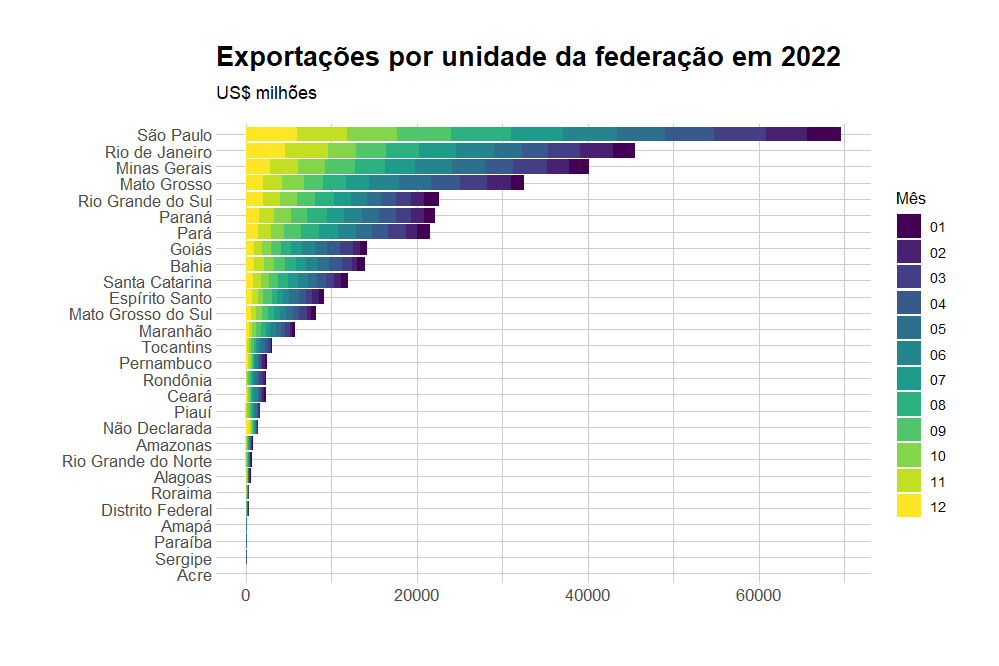 Exportações por unidade da federação em 2022
US$ milhões
São Paulo
Rio de Janeiro
Minas Gerais
Mato Grosso
Rio Grande do Sul
Paraná
Pará
Goiás
Bahia
Santa Catarina
Espírito Santo
Mato Grosso do Sul
Maranhão
Tocantins
Pernambuco
Rondônia
Ceará
Piauí
Não Declarada
Amazonas
Rio Grande do Norte
Alagoas
Roraima
Distrito Federal
Amapá
Paraíba
Sergipe
Acre
0 20000 40000 60000
Mês
01
02
03
04
05
06
07
08
09
10
11
12